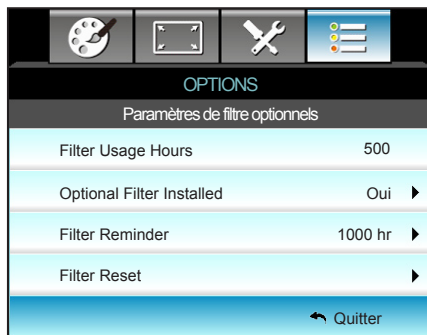 OPTIONS
Paramètres de filtre optionnels
Filter Usage Hours 500
Optional Filter Installed Oui
Filter Reminder 1000 hr
Filter Reset
Quitter